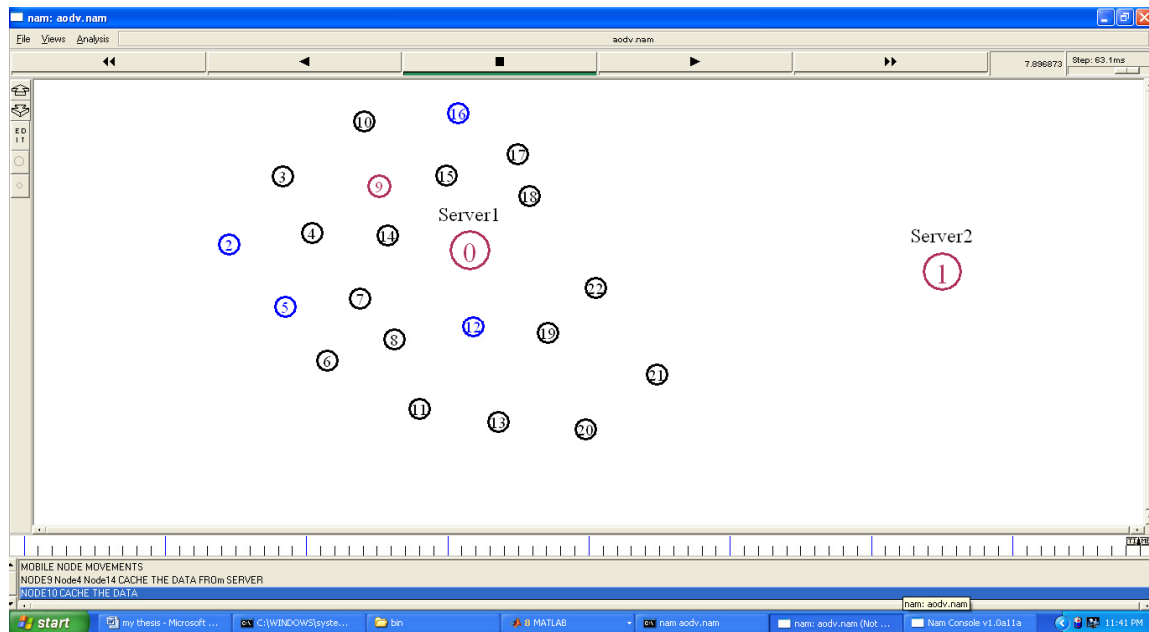 nam: aodv.nam
File Views Analysis aodv.nam
7.896873 Step: 63.1ms
ED
IT
10
16
17
3
9
15
18
Server1
2
4
14
0
Server2
1
5
7
22
12
19
8
6
21
11
13
20
MOBILE NODE MOVEMENTS
NODE9 Node4 Node14 CACHE THE DATA FROm SERVER
NODE10 CACHE THE DATA
nam: aodv.nam
start my thesis - Microsoft ... C:\WINDOWS\syste... bin 8 MATLAB nam aodv.nam nam: aodv.nam (Not ... Nam Console v1.0a11a 11:41 PM